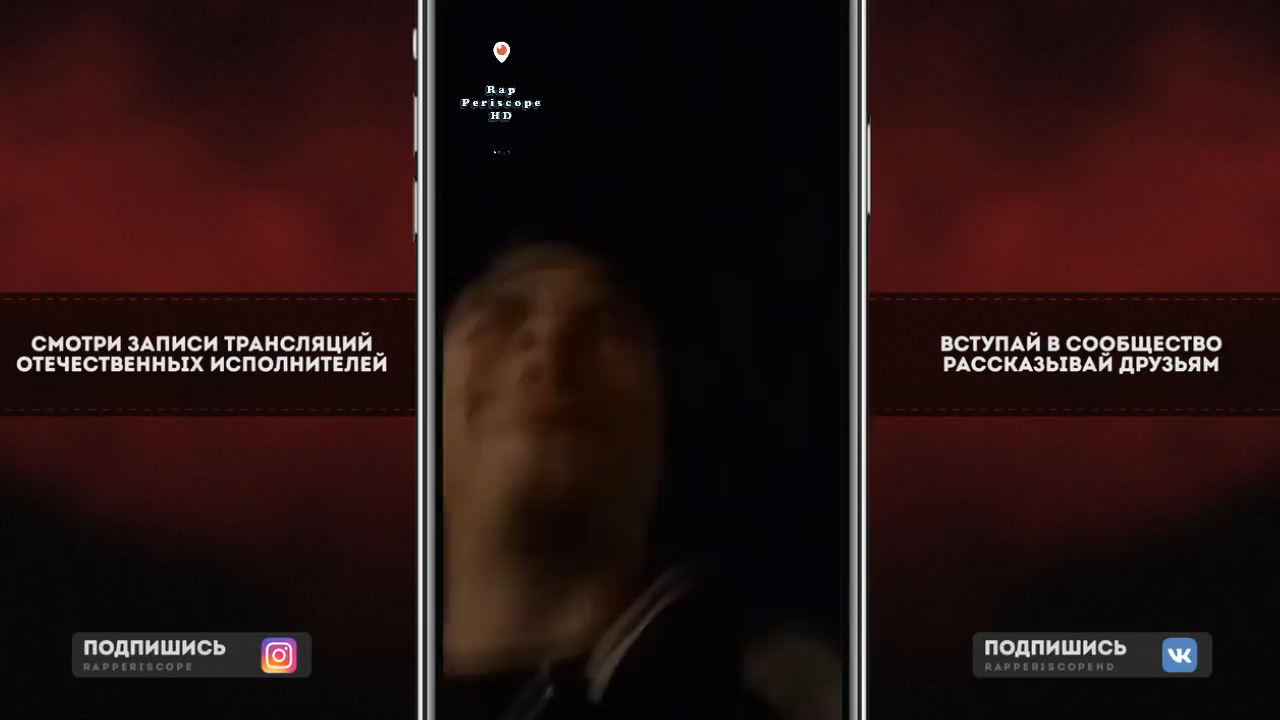 Rap
Periscope
HD
СМОТРИ ЗАПИСИ ТРАНСЛЯЦИЙ
ОТЕЧЕСТВЕННЫХ ИСПОЛНИТЕЛЕЙ
ВСТУПАЙ В СООБЩЕСТВО
РАССКАЗЫВАЙ ДРУЗЬЯМ
ПОДПИШИСЬ
RAPPERISCOPE
ПОДПИШИСЬ
RAPPERISCOPEHD